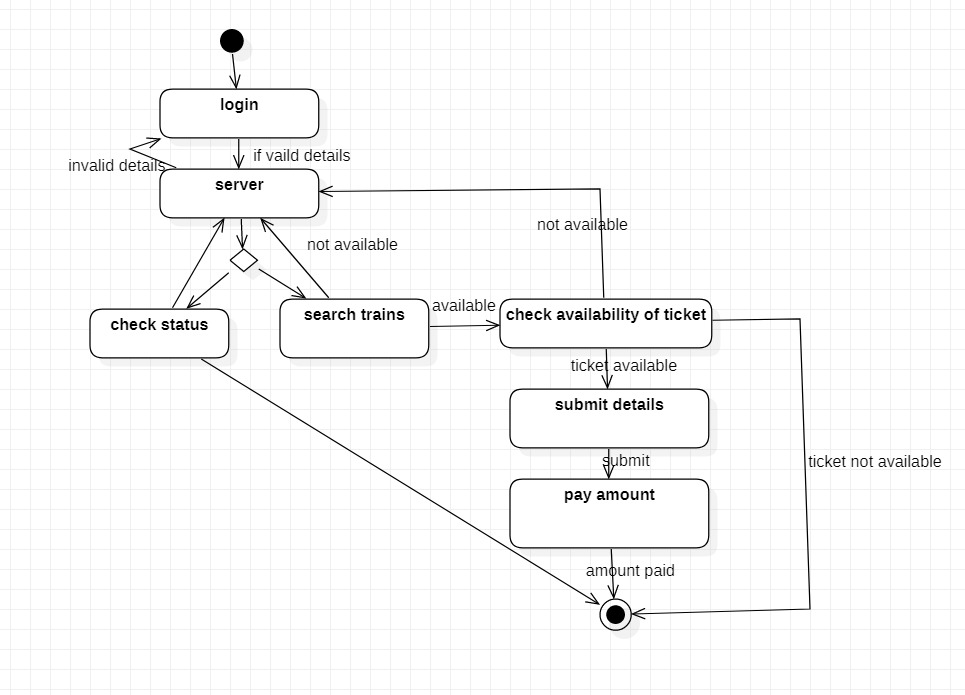 login
if vaild details
invalid details
server
not available
not available
check status
search trains
available
check availability of ticket
ticket available
submit details
submit
ticket not available
pay amount
amount paid